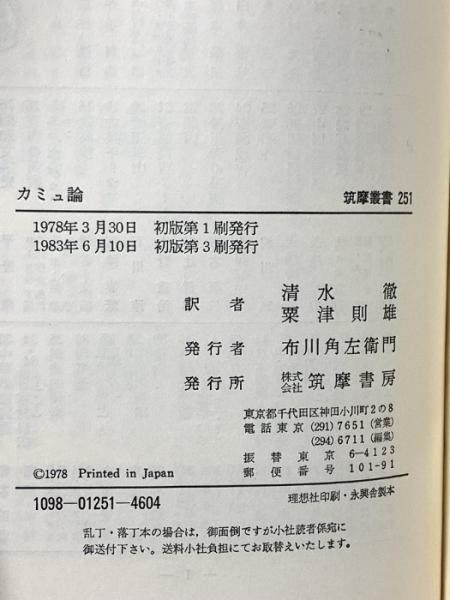 カミュ論
筑摩叢書 251
1978年3月30日 初版第1刷発行
1983年6月10日 初版第3刷発行
訳者 清水徹
粟津則雄
発行者 布川角左衛門
発行所 株式会社 筑摩書房
東京都千代田区神田小川町2の8
電話東京 (291) 7651 (営業)
(294) 6711 (編集)
振替東京 6-4123
郵便番号 101-91
©1978 Printed in Japan
1098-01251-4604
理想社印刷・永興舎製本
乱丁・落丁本の場合は，御面倒ですが小社読者係宛に
御送付下さい。送料小社負担にてお取替えいたします。